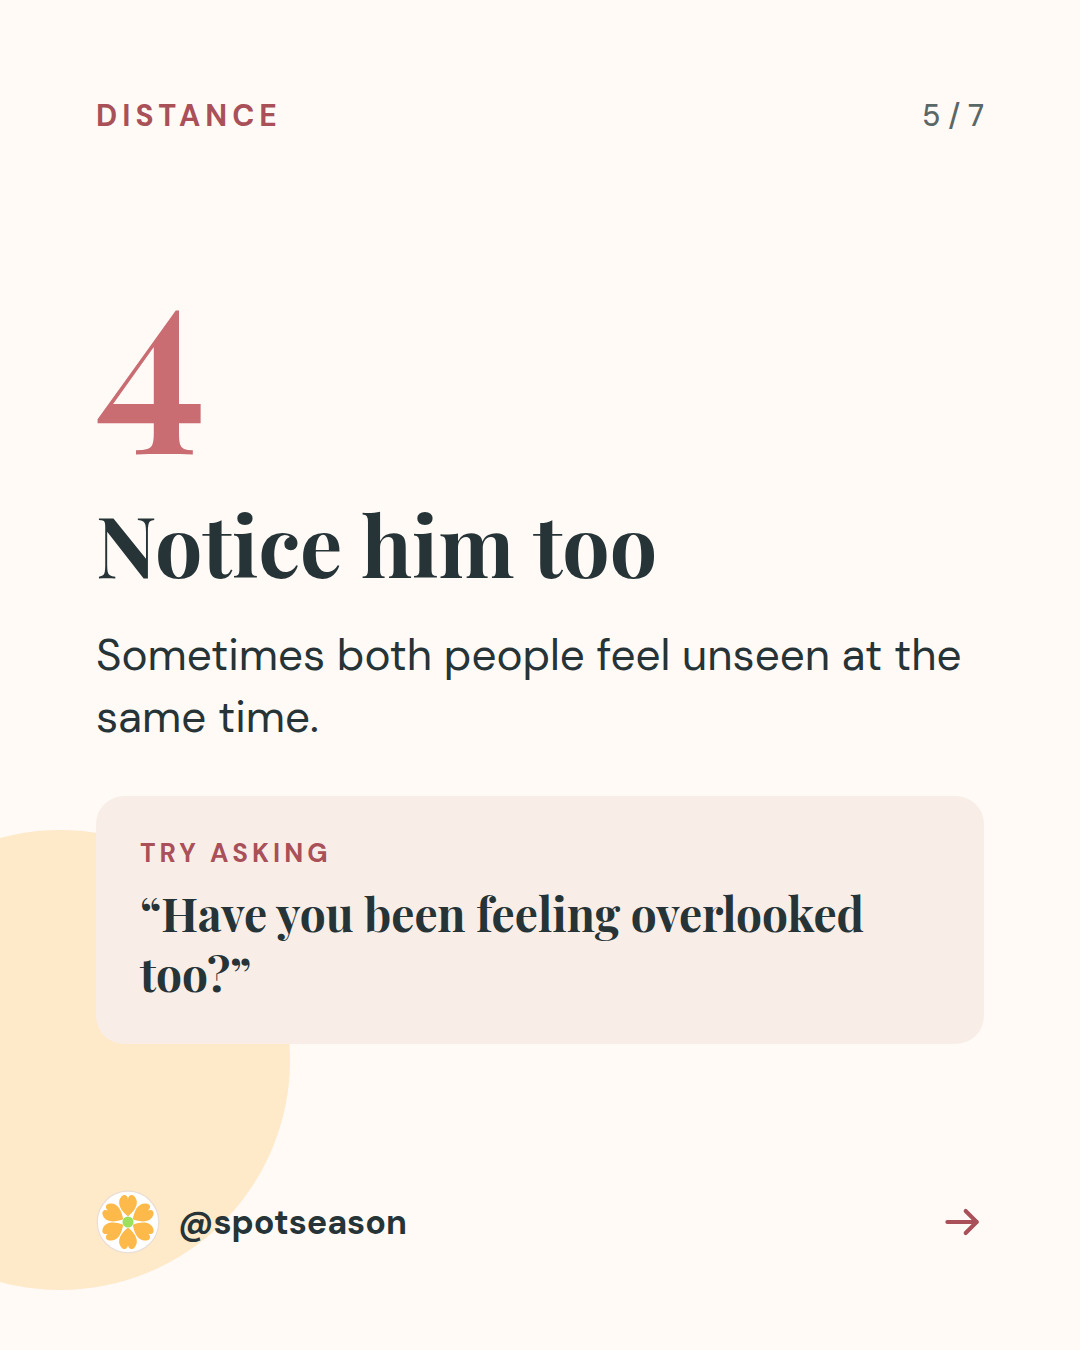 DISTANCE
5 / 7
4
Notice him too
Sometimes both people feel unseen at the
same time.
TRY ASKING
“Have you been feeling overlooked
too?”
@spotseason